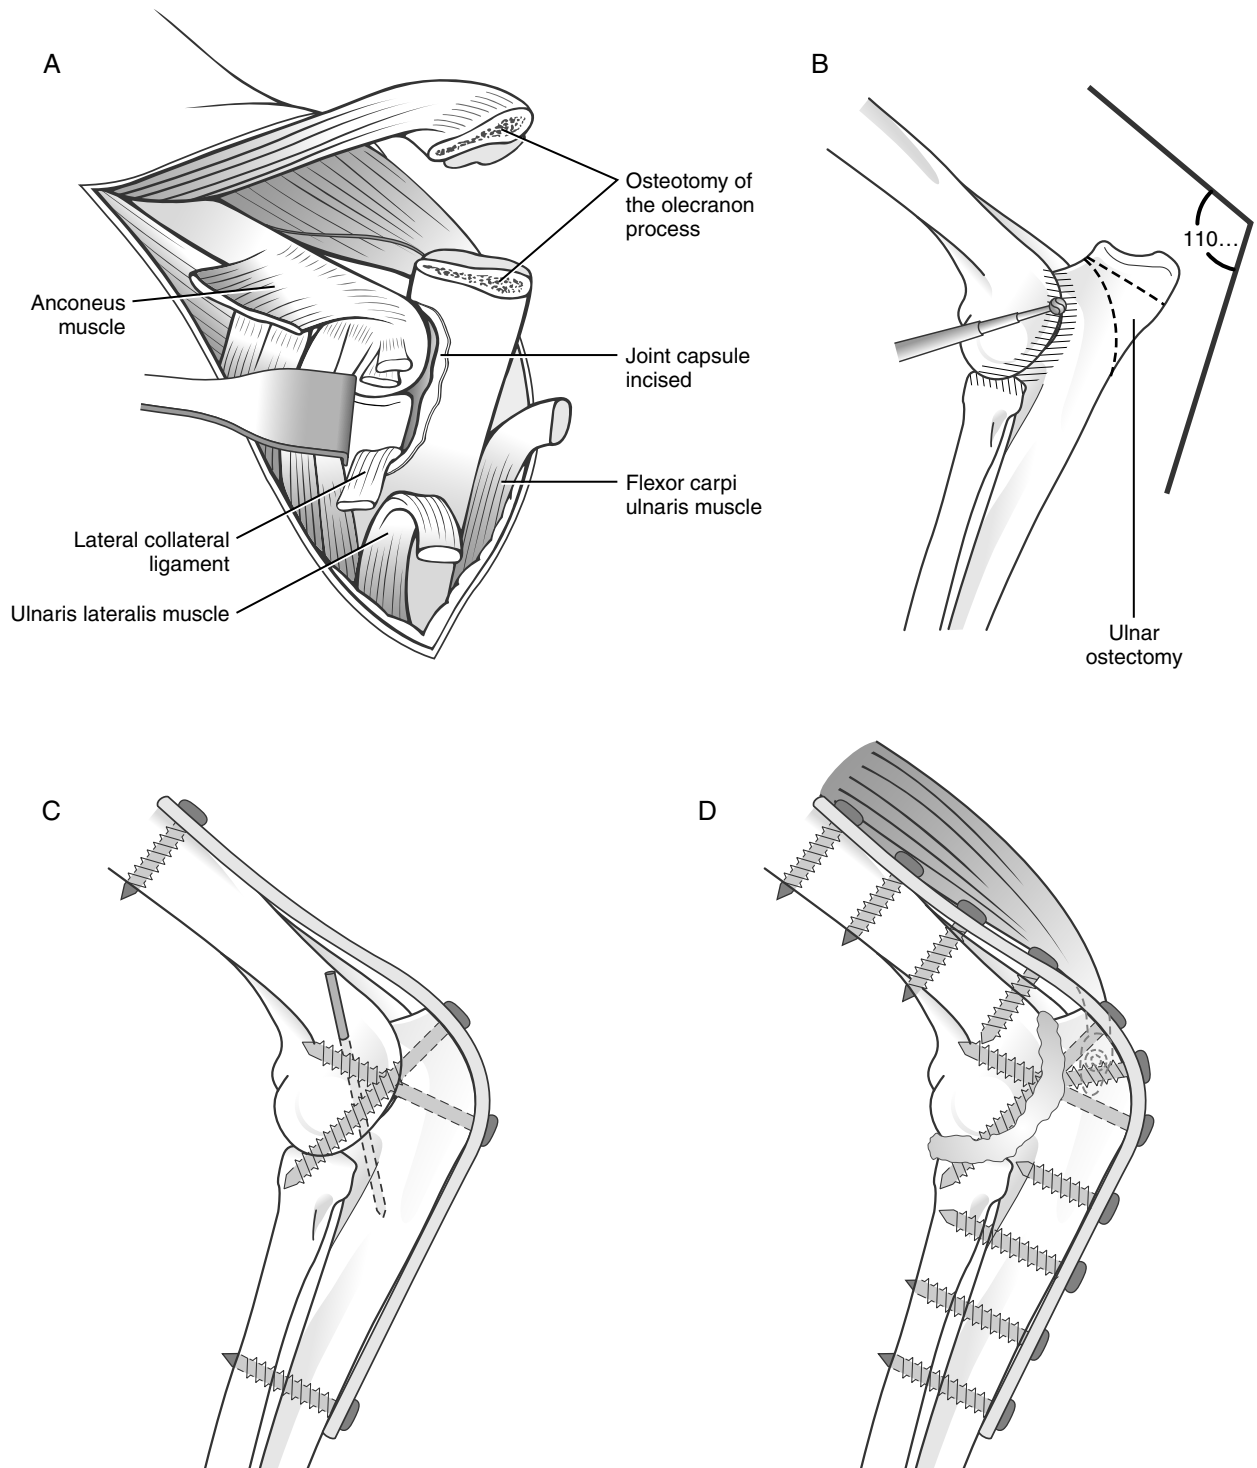 A
B
Osteotomy of
the olecranon
process
110…
Anconeus
muscle
Joint capsule
incised
Flexor carpi
ulnaris muscle
Lateral collateral
ligament
Ulnaris lateralis muscle
Ulnar
ostectomy
C
D